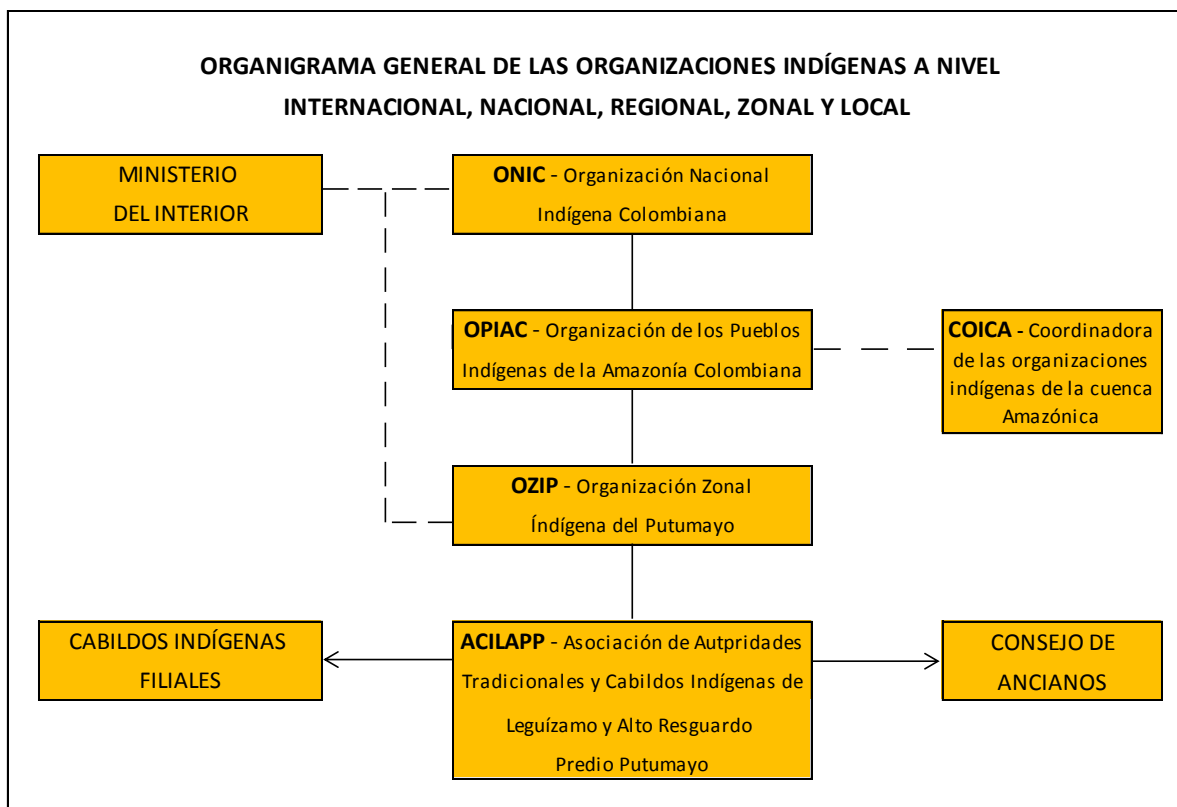 ORGANIGRAMA GENERAL DE LAS ORGANIZACIONES INDÍGENAS A NIVEL
INTERNACIONAL, NACIONAL, REGIONAL, ZONAL Y LOCAL
MINISTERIO
DEL INTERIOR
ONIC - Organización Nacional
Indígena Colombiana
OPIAC - Organización de los Pueblos
Indígenas de la Amazonía Colombiana
COICA - Coordinadora
de las organizaciones
indígenas de la cuenca
Amazónica
OZIP - Organización Zonal
Índígena del Putumayo
CABILDOS INDÍGENAS
FILIALES
ACILAPP - Asociación de Autpridades
Tradicionales y Cabildos Indígenas de
Leguízamo y Alto Resguardo
Predio Putumayo
CONSEJO DE
ANCIANOS